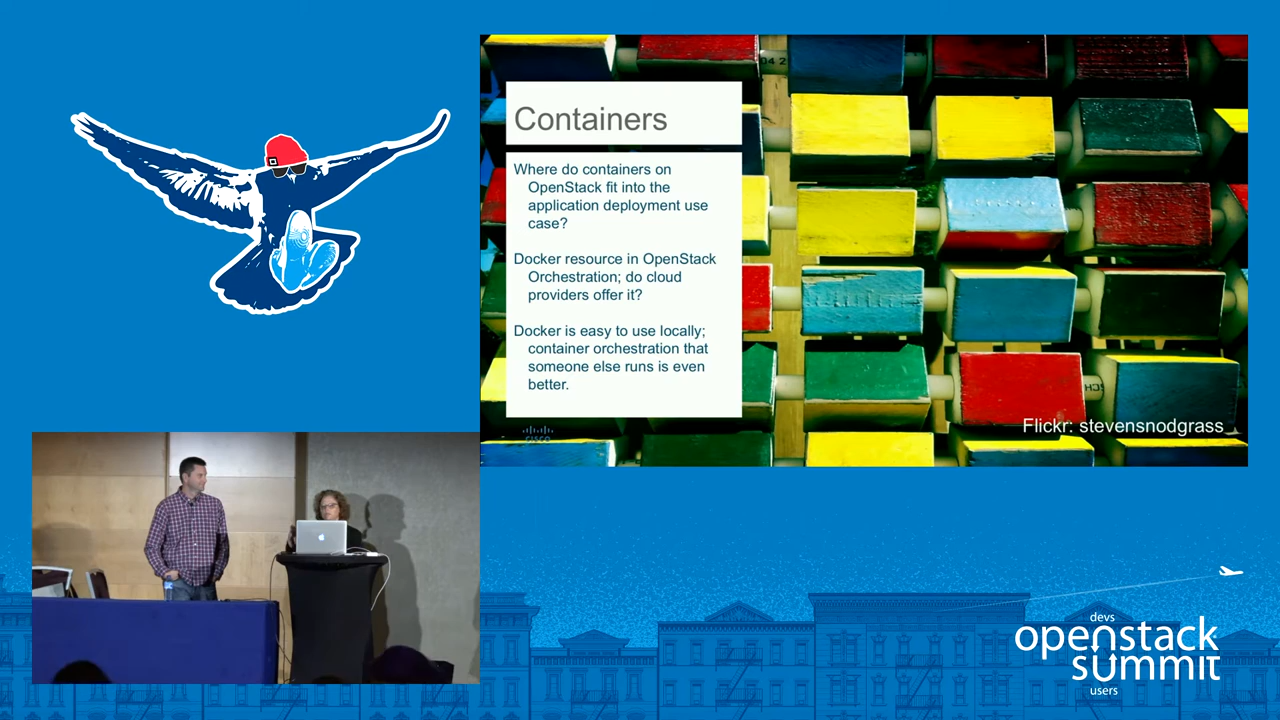 Containers
Where do containers on
OpenStack fit into the
application deployment use
case?
Docker resource in OpenStack
Orchestration; do cloud
providers offer it?
Docker is easy to use locally;
container orchestration that
someone else runs is even
better.
CISCO
Flickr: stevensnodgrass
devs
openstack
summit
users